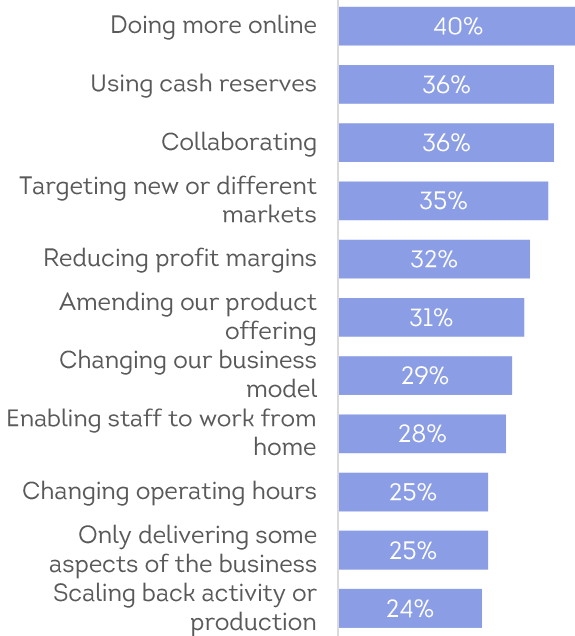 Doing more online 40%
Using cash reserves 36%
Collaborating 36%
Targeting new or different
markets 35%
Reducing profit margins 32%
Amending our product
offering 31%
Changing our business
model 29%
Enabling staff to work from
home 28%
Changing operating hours 25%
Only delivering some
aspects of the business 25%
Scaling back activity or
production 24%